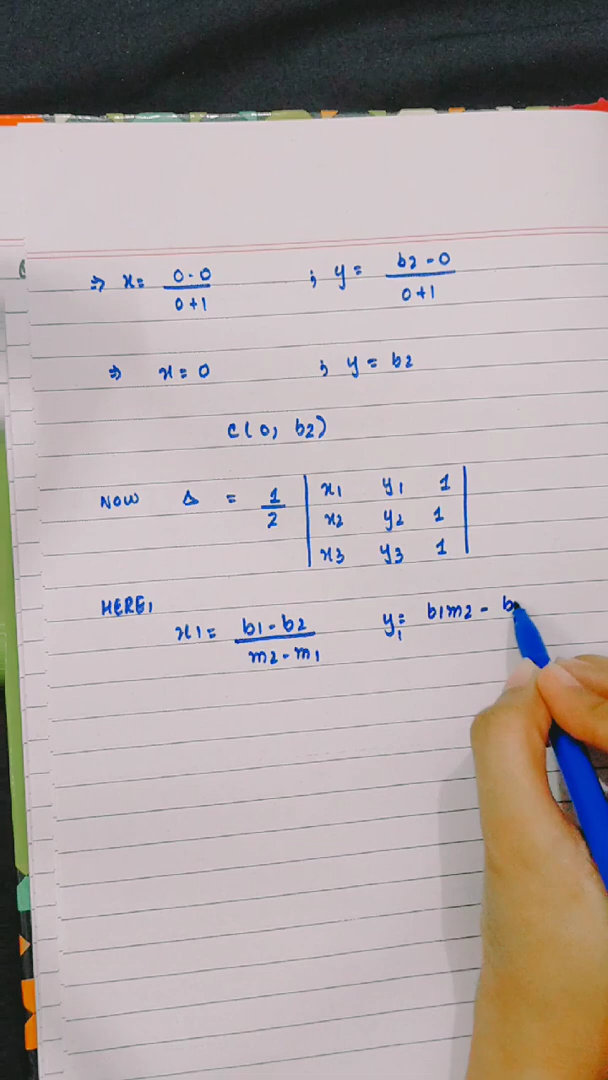 ⇒ x = 0 - 0 / 0 + 1 ; y = b2 - 0 / 0 + 1
⇒ x = 0 ; y = b2
C(0, b2)
NOW Δ = 1/2 | x1 y1 1
x2 y2 1
x3 y3 1 |
HERE,
x1 = b1 - b2 / m2 - m1 y1 = b1m2 - b